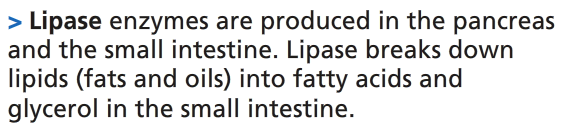 > Lipase enzymes are produced in the pancreas
and the small intestine. Lipase breaks down
lipids (fats and oils) into fatty acids and
glycerol in the small intestine.